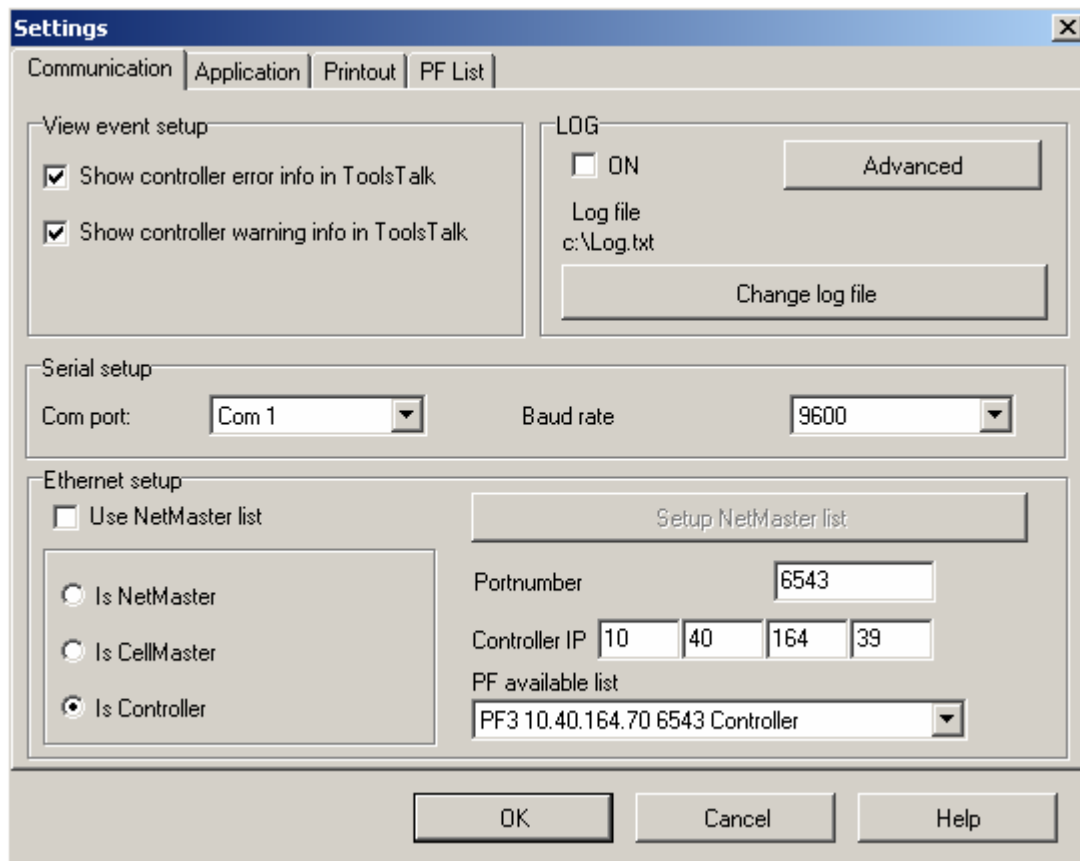 Settings
Communication Application Printout PF List
View event setup
Show controller error info in ToolsTalk
Show controller warning info in ToolsTalk
LOG
ON
Advanced
Log file
c:\Log.txt
Change log file
Serial setup
Com port: Com 1 Baud rate 9600
Ethernet setup
Use NetMaster list
Setup NetMaster list
Is NetMaster
Is CellMaster
Is Controller
Portnumber 6543
Controller IP 10 40 164 39
PF available list
PF3 10.40.164.70 6543 Controller
OK Cancel Help